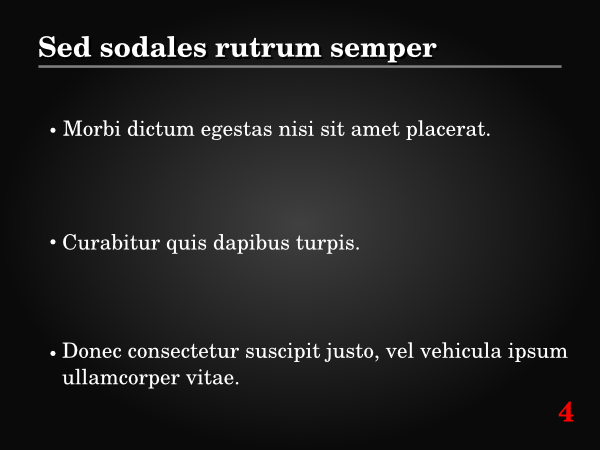 Sed sodales rutrum semper
• Morbi dictum egestas nisi sit amet placerat.
• Curabitur quis dapibus turpis.
• Donec consectetur suscipit justo, vel vehicula ipsum
ullamcorper vitae.
4